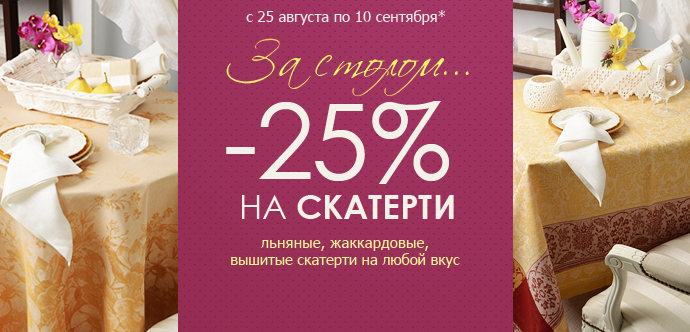 с 25 августа по 10 сентября*
За столом...
-25%
НА СКАТЕРТИ
льняные, жаккардовые,
вышитые скатерти на любой вкус